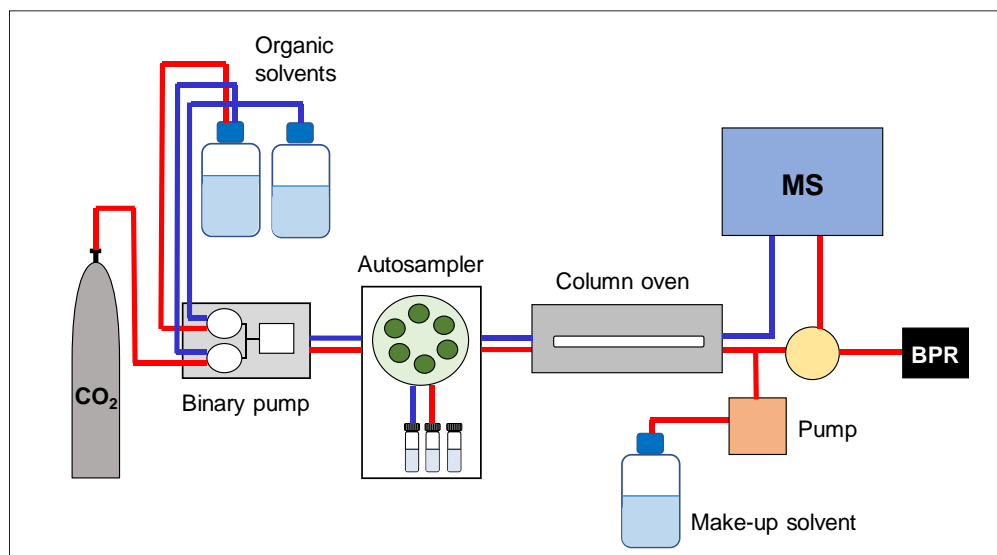 Organic
solvents
MS
Autosampler
Column oven
CO₂
Binary pump
BPR
Pump
Make-up solvent